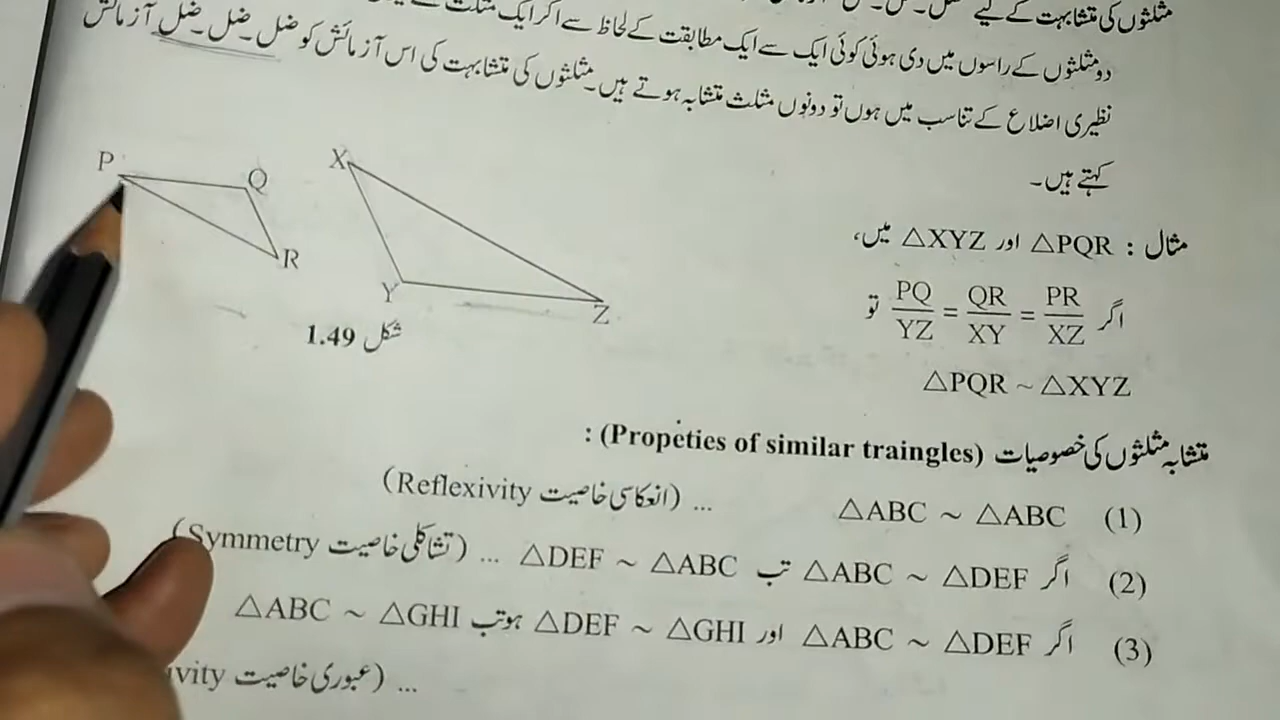 مثلثوں کی متشابہت کے لیے
دو مثلثوں کے راسوں میں دی ہوئی کوئی ایک سے ایک مطابقت کے لحاظ سے اگر ایک مثلث کے
نظیری اضلاع کے تناسب میں ہوں تو دونوں مثلث متشابہ ہوتے ہیں۔ مثلثوں کی متشابہت کی اس آزمائش کو ضل ۔ ضل ۔ ضل آزمائش
کہتے ہیں۔
P Q R
X Y Z
شکل 1.49
مثال : △PQR اور △XYZ میں،
اگر PQ/YZ = QR/XY = PR/XZ تو
△PQR ~ △XYZ
متشابہ مثلثوں کی خصوصیات (Propeties of similar traingles) :
(1) △ABC ~ △ABC ... (انعکاسی خاصیت Reflexivity)
(2) اگر △ABC ~ △DEF تب △DEF ~ △ABC ... (تشاکلی خاصیت Symmetry)
(3) اگر △ABC ~ △DEF اور △DEF ~ △GHI ہو تب △ABC ~ △GHI
... (عبوری خاصیت ivity